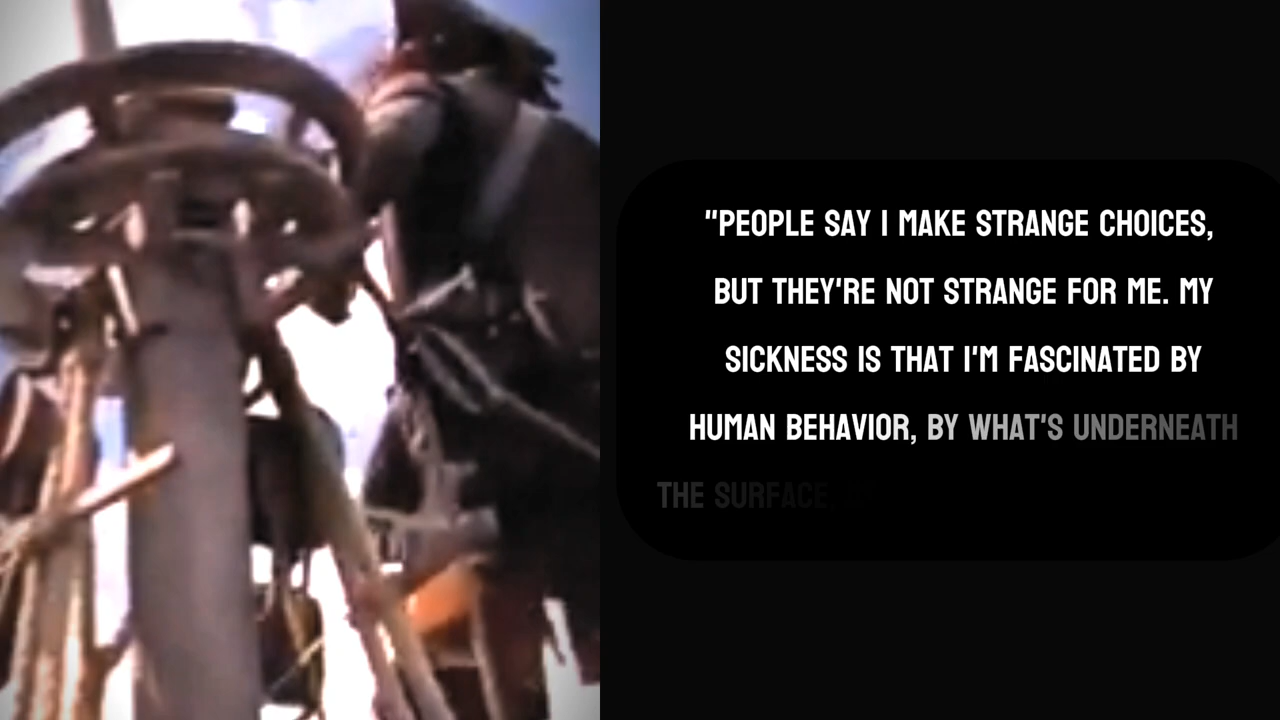 "PEOPLE SAY I MAKE STRANGE CHOICES,
BUT THEY'RE NOT STRANGE FOR ME. MY
SICKNESS IS THAT I'M FASCINATED BY
HUMAN BEHAVIOR, BY WHAT'S UNDERNEATH
THE SURFACE,